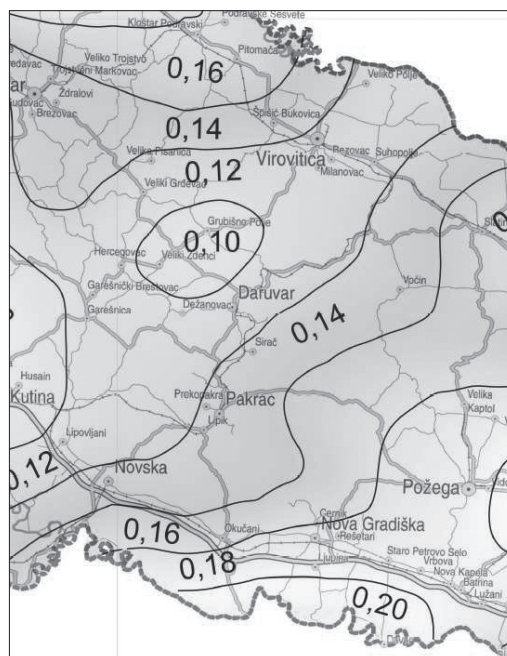 Podravske Sesvete
Kloštar Podravski
Pitomača
Veliko Trojstvo
0,16
Veliko Polje
Ždralovi
Brezovac
Špišić Bukovica
0,14
Virovitica
Rezovac
Suhopolje
Velika Pisanica
Milanovac
0,12
Veliki Grđevac
Grubišno Polje
0,10
Hercegovac
Veliki Zdenci
Voćin
Garešnički Brestovac
Daruvar
Dežanovac
Garešnica
0,14
Sirač
Husain
Kutina
Prekopakra
Pakrac
Velika
Kaptol
Lipik
Lipovljani
0,12
Novska
Požega
Cernik
0,16
Okučani
Nova Gradiška
Rešetari
0,18
Ljupina
Staro Petrovo Selo
Vrbova
Nova Kapela
Batrina
Lužani
0,20
Davor